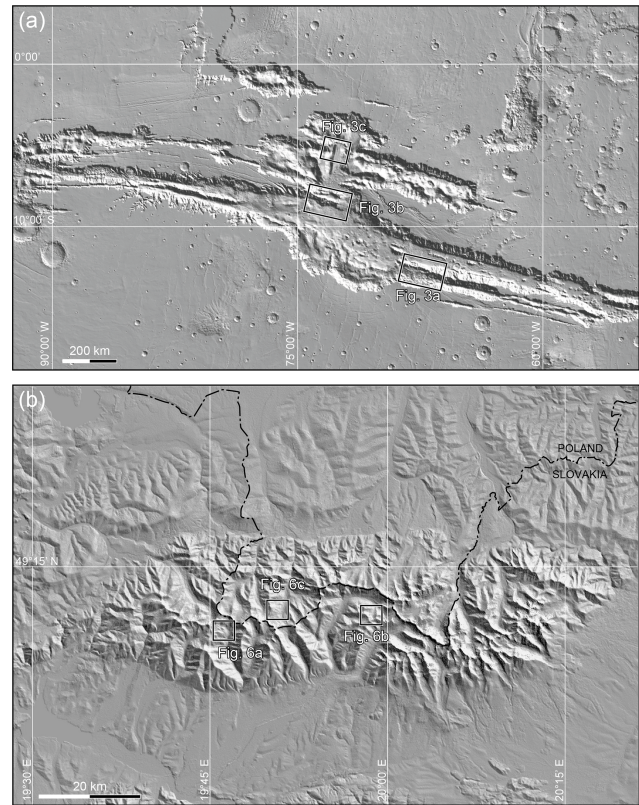 (a)
0°00'
Fig. 3c
Fig. 3b
10°00' S
Fig. 3a
90°00' W
75°00' W
60°00' W
200 km
(b)
POLAND
SLOVAKIA
49°15' N
Fig. 6c
Fig. 6b
Fig. 6a
19°30' E
19°45' E
20°00' E
20°15' E
20 km